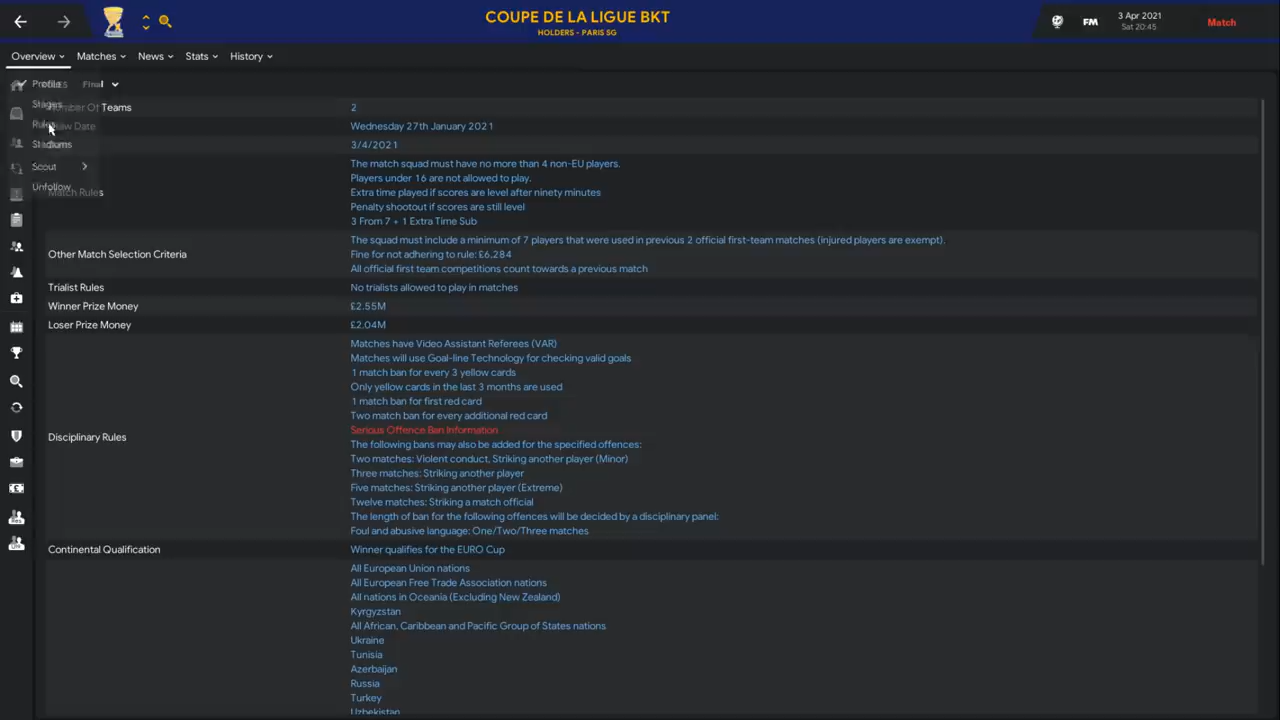 COUPE DE LA LIGUE BKT
HOLDERS - PARIS SG
FM
3 Apr 2021
Sat 20:45
Match
Overview
Matches
News
Stats
History
Profile
Final
Stages
Number Of Teams
2
Rules
Draw Date
Wednesday 27th January 2021
Stadiums
3/4/2021
Scout
Unfollow
Match Rules
The match squad must have no more than 4 non-EU players.
Players under 16 are not allowed to play.
Extra time played if scores are level after ninety minutes
Penalty shootout if scores are still level
3 From 7 + 1 Extra Time Sub
Other Match Selection Criteria
The squad must include a minimum of 7 players that were used in previous 2 official first-team matches (injured players are exempt).
Fine for not adhering to rule: £6,284
All official first team competitions count towards a previous match
Trialist Rules
No trialists allowed to play in matches
Winner Prize Money
£2.55M
Loser Prize Money
£2.04M
Disciplinary Rules
Matches have Video Assistant Referees (VAR)
Matches will use Goal-line Technology for checking valid goals
1 match ban for every 3 yellow cards
Only yellow cards in the last 3 months are used
1 match ban for first red card
Two match ban for every additional red card
Serious Offence Ban Information
The following bans may also be added for the specified offences:
Two matches: Violent conduct, Striking another player (Minor)
Three matches: Striking another player
Five matches: Striking another player (Extreme)
Twelve matches: Striking a match official
The length of ban for the following offences will be decided by a disciplinary panel:
Foul and abusive language: One/Two/Three matches
Continental Qualification
Winner qualifies for the EURO Cup
All European Union nations
All European Free Trade Association nations
All nations in Oceania (Excluding New Zealand)
Kyrgyzstan
All African, Caribbean and Pacific Group of States nations
Ukraine
Tunisia
Azerbaijan
Russia
Turkey
Uzbekistan